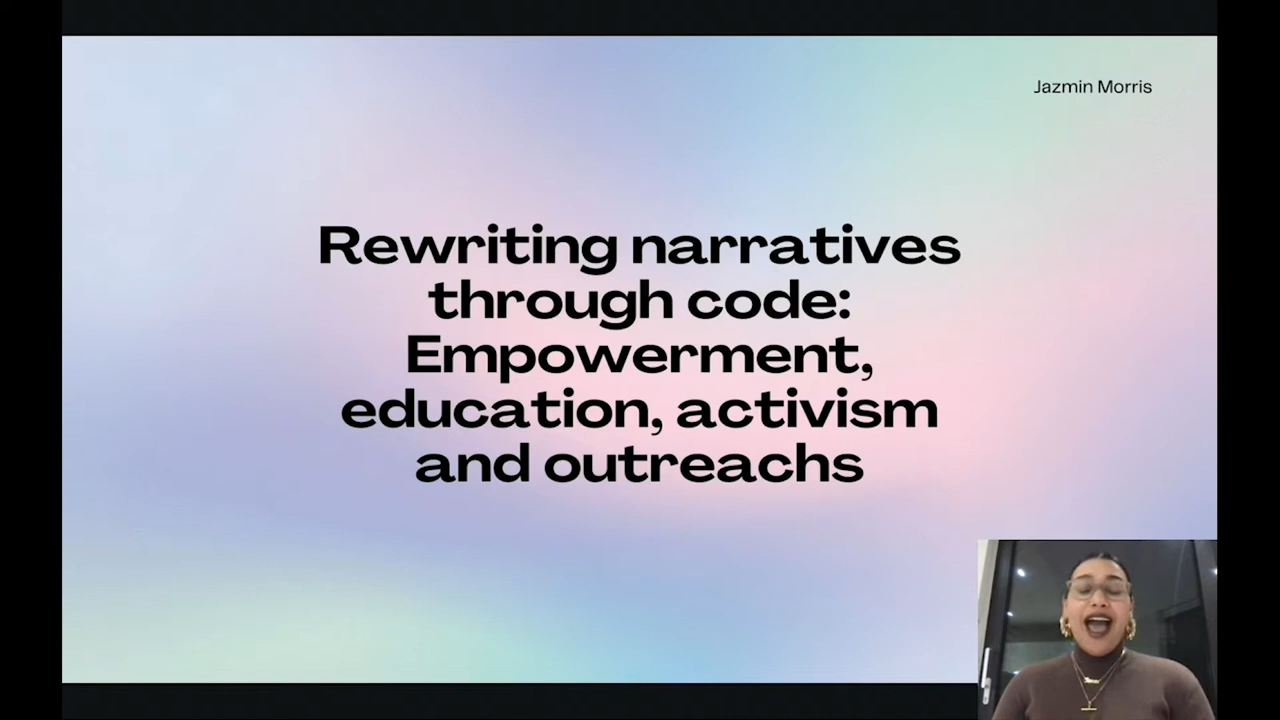 Jazmin Morris
Rewriting narratives
through code:
Empowerment,
education, activism
and outreachs